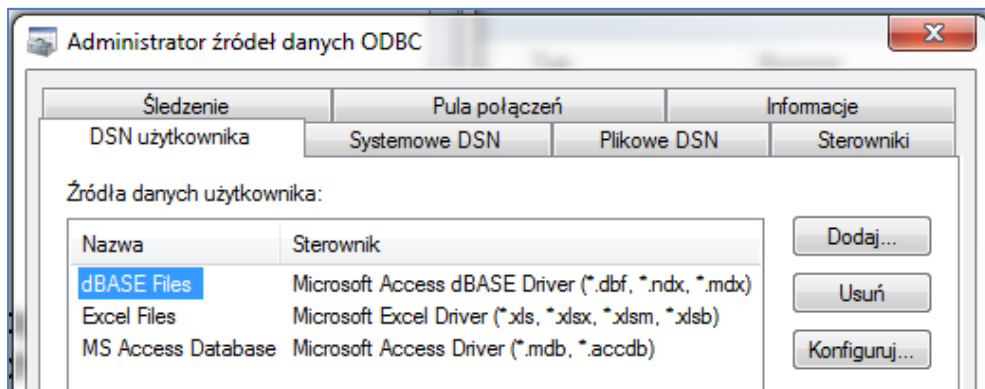 Administrator źródeł danych ODBC
Śledzenie Pula połączeń Informacje
DSN użytkownika Systemowe DSN Plikowe DSN Sterowniki
Źródła danych użytkownika:
Nazwa Sterownik
dBASE Files Microsoft Access dBASE Driver (*.dbf, *.ndx, *.mdx)
Excel Files Microsoft Excel Driver (*.xls, *.xlsx, *.xlsm, *.xlsb)
MS Access Database Microsoft Access Driver (*.mdb, *.accdb)
Dodaj...
Usuń
Konfiguruj...